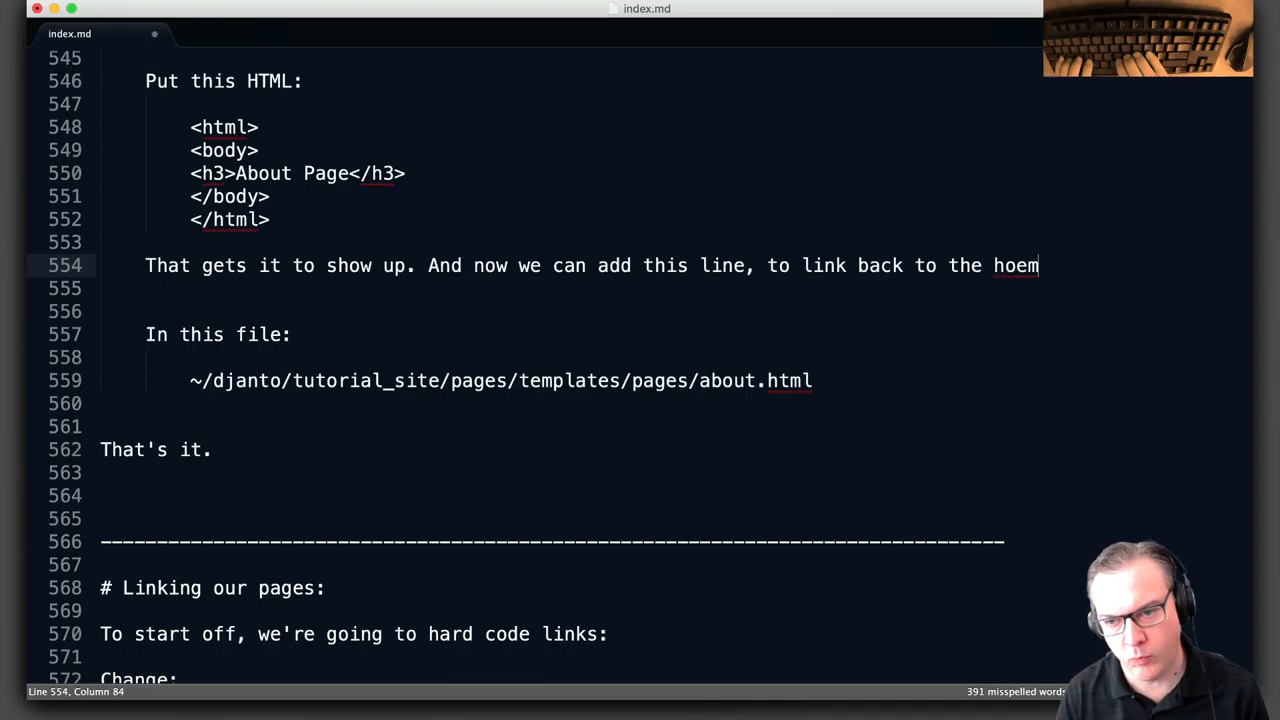 index.md
index.md
545
546 Put this HTML:
547
548 <html>
549 <body>
550 <h3>About Page</h3>
551 </body>
552 </html>
553
554 That gets it to show up. And now we can add this line, to link back to the hoem
555
556
557 In this file:
558
559 ~/djanto/tutorial_site/pages/templates/pages/about.html
560
561
562 That's it.
563
564
565
566 --------------------------------------------------------------------------------
567
568 # Linking our pages:
569
570 To start off, we're going to hard code links:
571
572 Change:
Line 554, Column 84
391 misspelled words